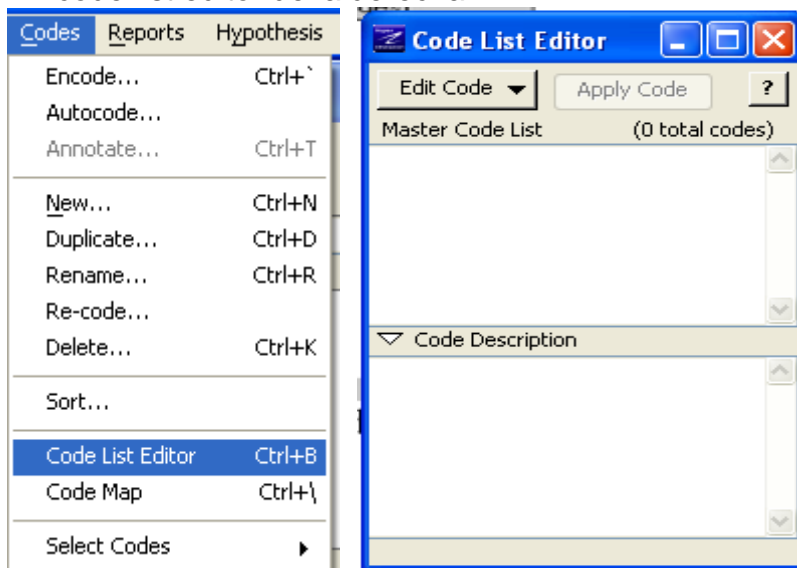 Codes Reports Hypothesis
Encode... Ctrl+`
Autocode...
Annotate... Ctrl+T
New... Ctrl+N
Duplicate... Ctrl+D
Rename... Ctrl+R
Re-code...
Delete... Ctrl+K
Sort...
Code List Editor Ctrl+B
Code Map Ctrl+\
Select Codes
Code List Editor
Edit Code Apply Code ?
Master Code List (0 total codes)
Code Description